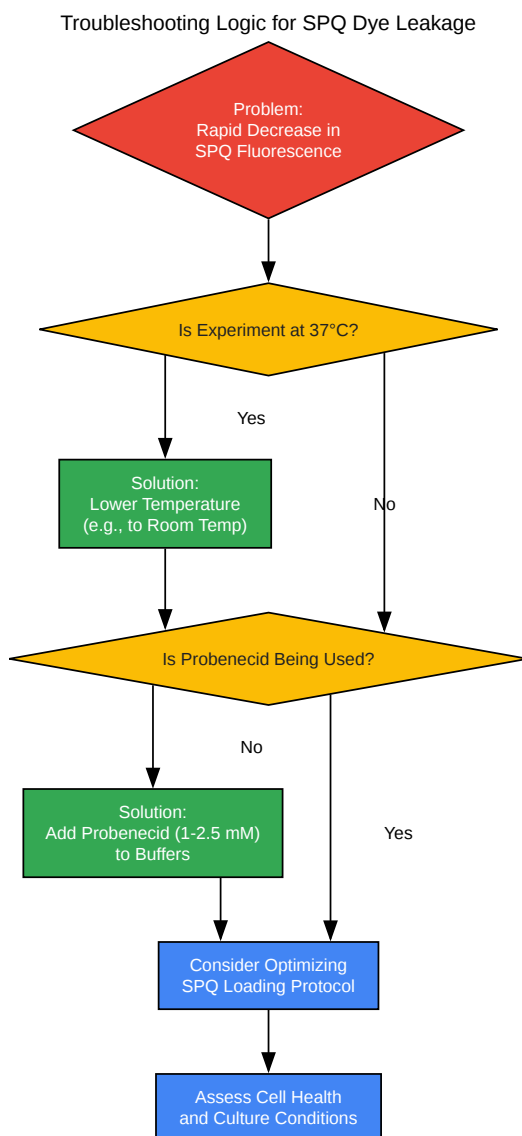 Troubleshooting Logic for SPQ Dye Leakage
Problem:
Rapid Decrease in
SPQ Fluorescence
Is Experiment at 37°C?
Yes
Solution:
Lower Temperature
(e.g., to Room Temp)
No
Is Probenecid Being Used?
No
Solution:
Add Probenecid (1-2.5 mM)
to Buffers
Yes
Consider Optimizing
SPQ Loading Protocol
Assess Cell Health
and Culture Conditions